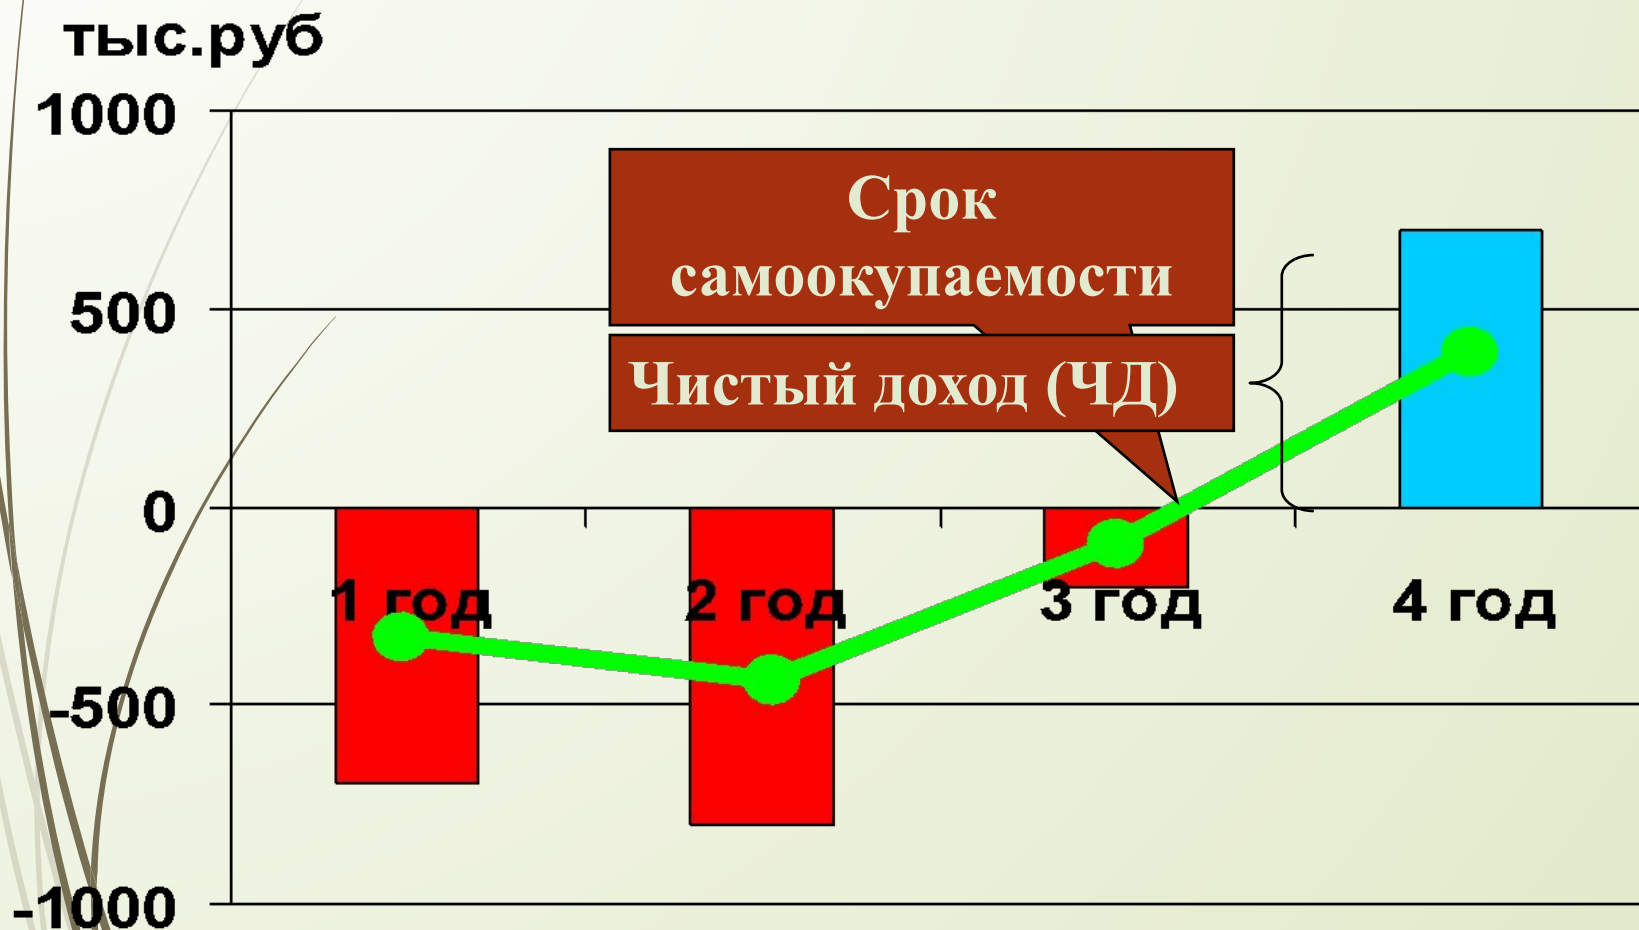 тыс.руб
1000
500
0
-500
-1000
Срок
самоокупаемости
Чистый доход (ЧД)
1 год
2 год
3 год
4 год